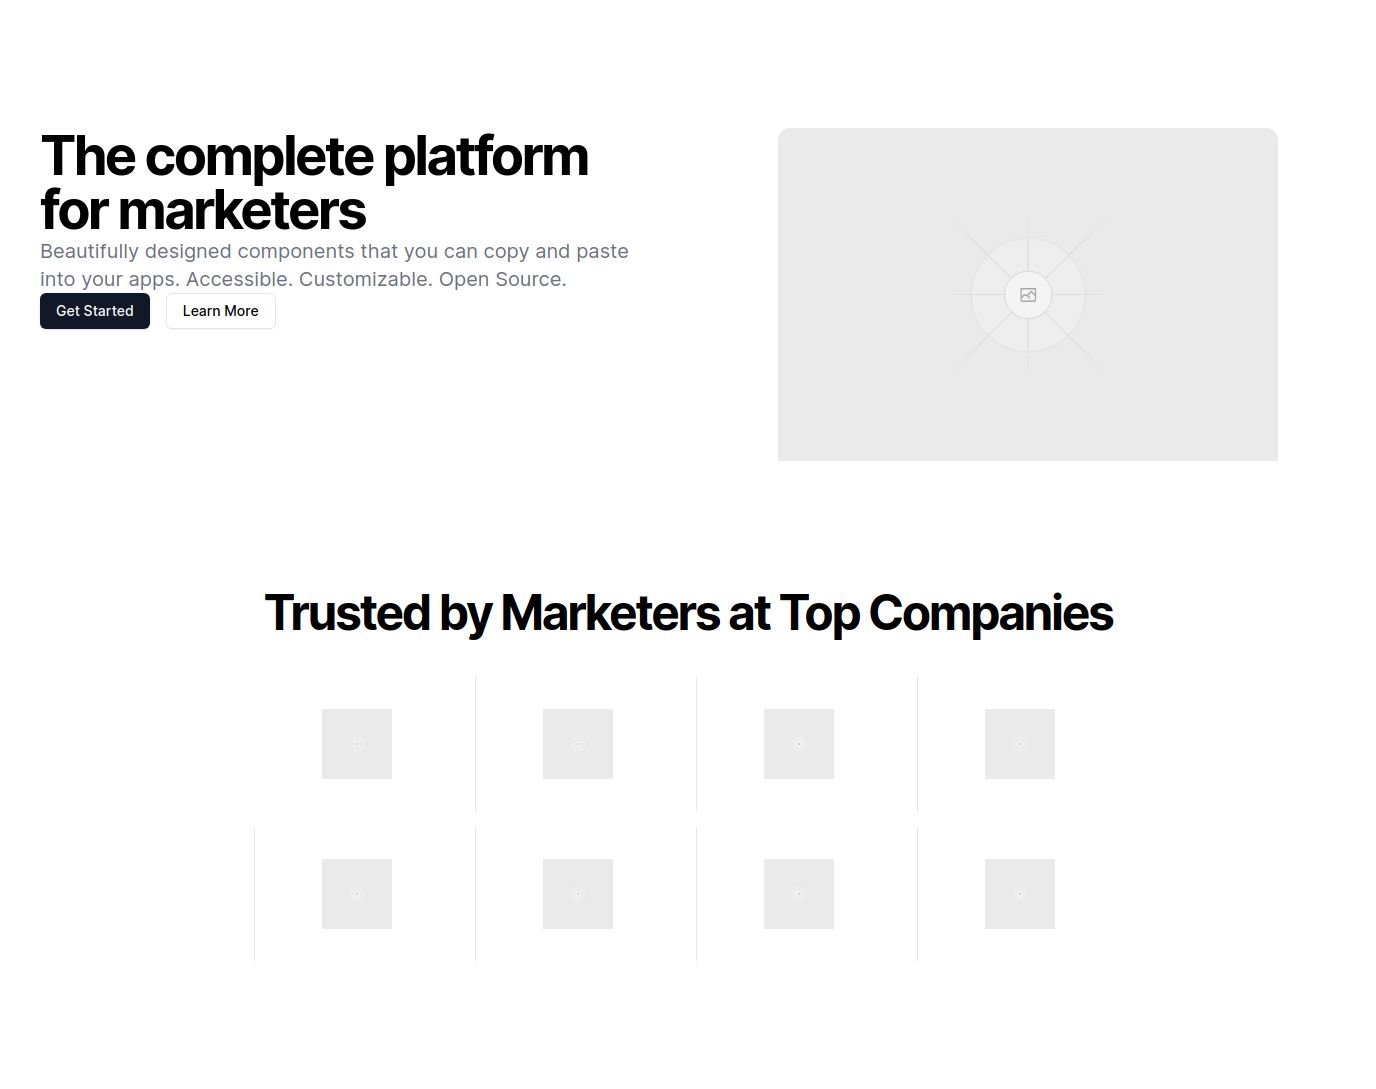 The complete platform
for marketers
Beautifully designed components that you can copy and paste
into your apps. Accessible. Customizable. Open Source.
Get Started
Learn More
Trusted by Marketers at Top Companies